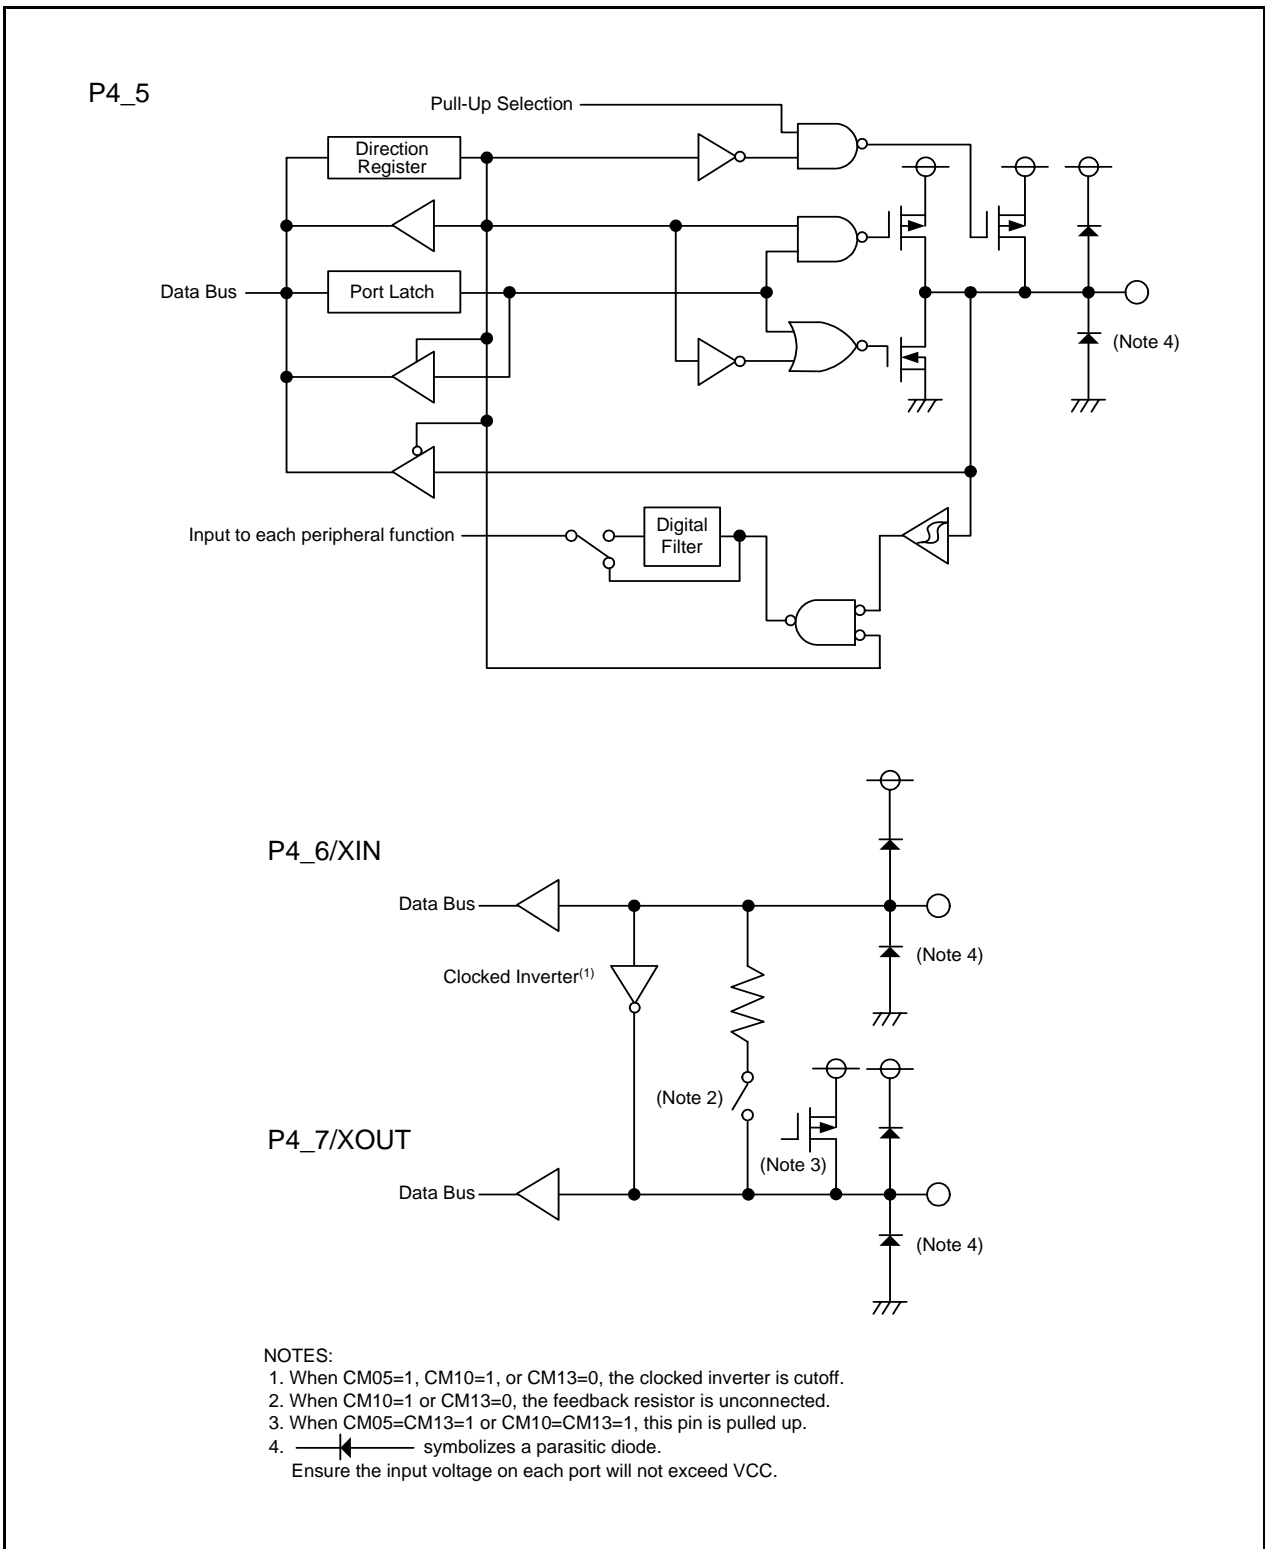 P4_5
Pull-Up Selection
Direction
Register
Data Bus
Port Latch
(Note 4)
Input to each peripheral function
Digital
Filter
P4_6/XIN
Data Bus
(Note 4)
Clocked Inverter(1)
(Note 2)
P4_7/XOUT
(Note 3)
Data Bus
(Note 4)
NOTES:
1. When CM05=1, CM10=1, or CM13=0, the clocked inverter is cutoff.
2. When CM10=1 or CM13=0, the feedback resistor is unconnected.
3. When CM05=CM13=1 or CM10=CM13=1, this pin is pulled up.
4. symbolizes a parasitic diode.
Ensure the input voltage on each port will not exceed VCC.